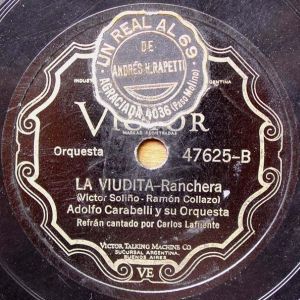 UN REAL AL 69
DE
ANDRÉS M. RAPETTI
AGRACIADA 4036 (Paso Molino)
INDUST
ARGENTINA
VICTOR
MARCAS REGISTRADAS
Orquesta 47625-B
LA VIUDITA-Ranchera
(Victor Soliño - Ramón Collazo)
Adolfo Carabelli y su Orquesta
Refrán cantado por Carlos Lafuente
VICTOR TALKING MACHINE CO.
SUCURSAL ARGENTINA,
BUENOS AIRES
VE